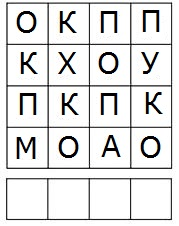 О К П П
К Х О У
П К П К
М О А О